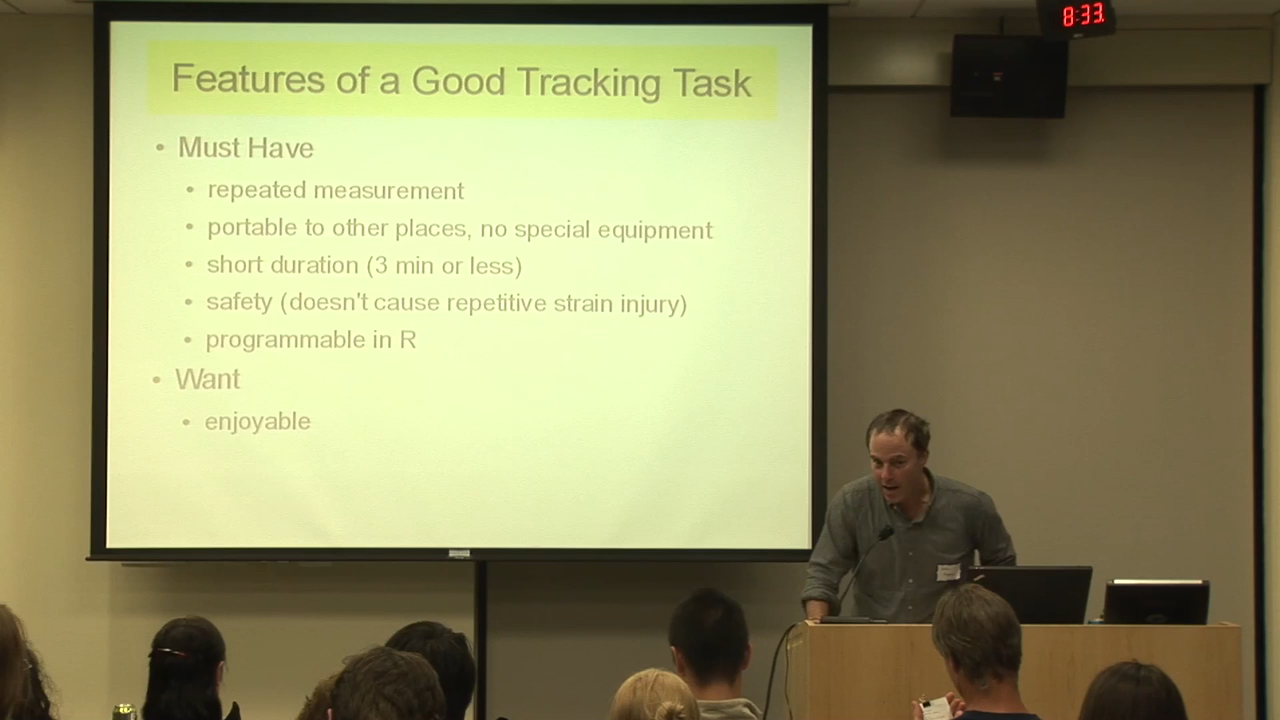 8:33
Features of a Good Tracking Task
• Must Have
• repeated measurement
• portable to other places, no special equipment
• short duration (3 min or less)
• safety (doesn't cause repetitive strain injury)
• programmable in R
• Want
• enjoyable